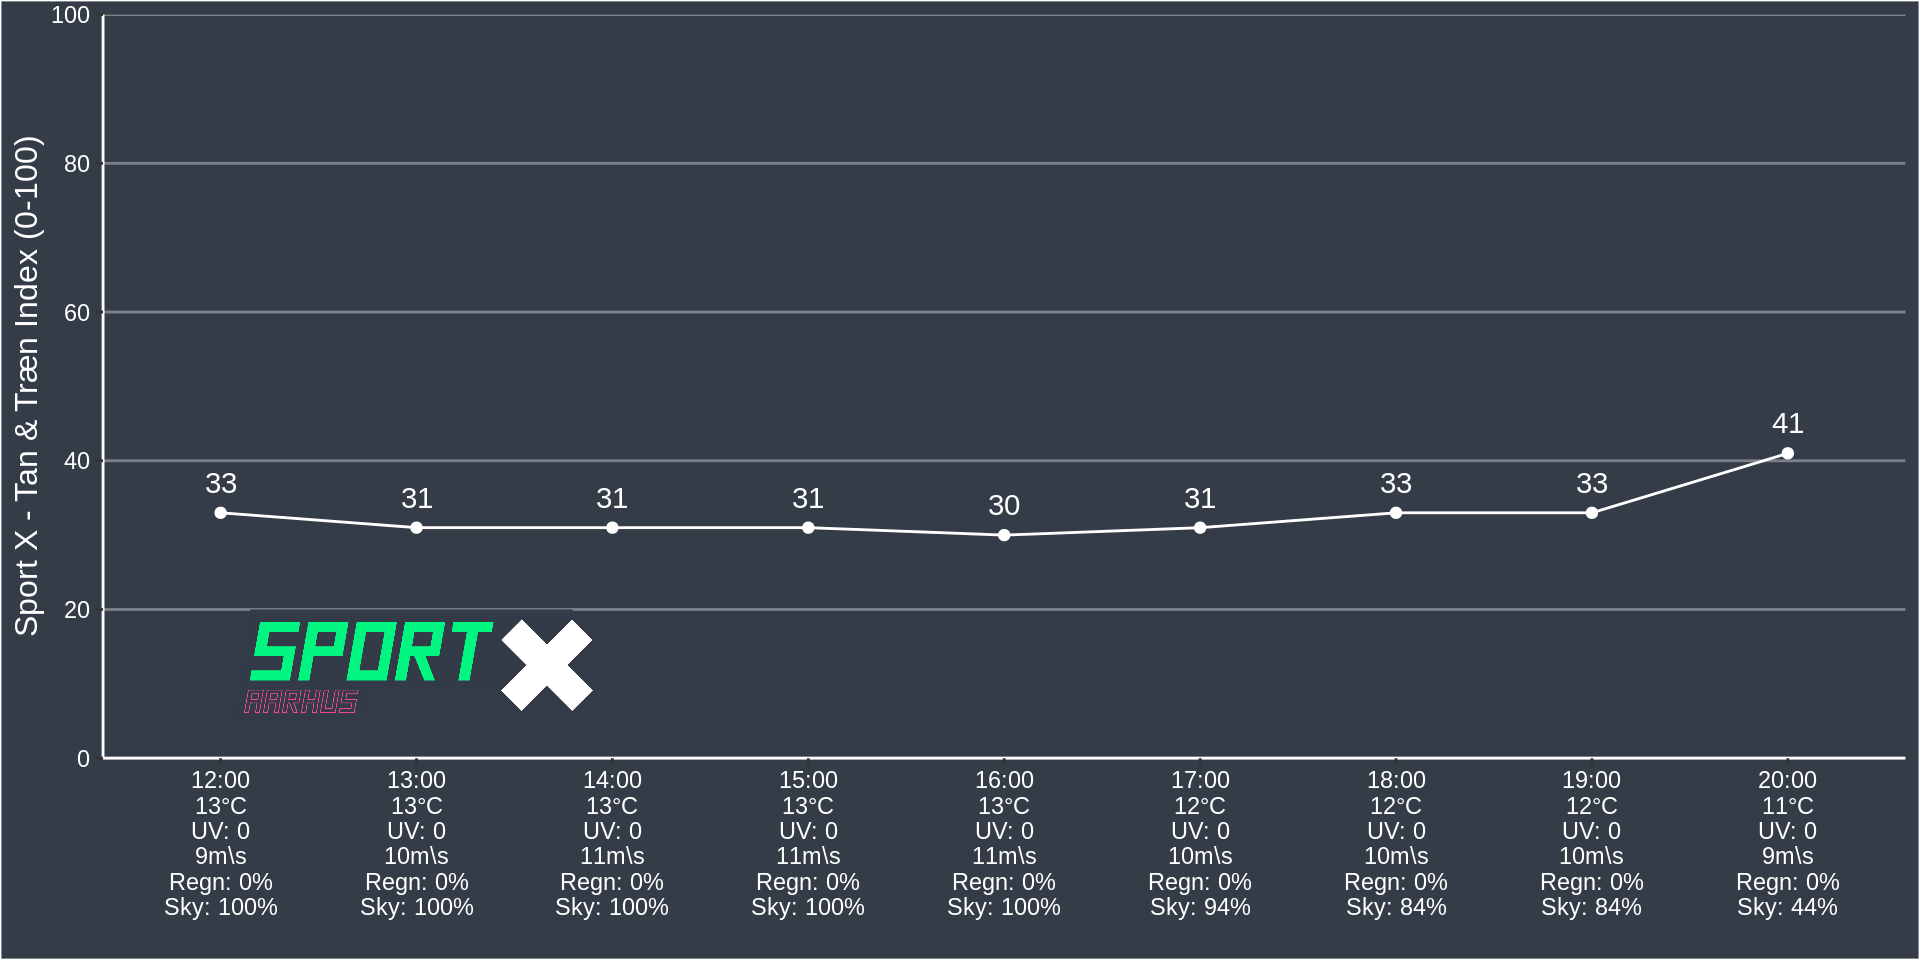 Sport X - Tan & Træn Index (0-100)
100
80
60
40
20
0
33
31
31
31
30
31
33
33
41
SPORT X
AARHUS
12:00
13°C
UV: 0
9m\s
Regn: 0%
Sky: 100%
13:00
13°C
UV: 0
10m\s
Regn: 0%
Sky: 100%
14:00
13°C
UV: 0
11m\s
Regn: 0%
Sky: 100%
15:00
13°C
UV: 0
11m\s
Regn: 0%
Sky: 100%
16:00
13°C
UV: 0
11m\s
Regn: 0%
Sky: 100%
17:00
12°C
UV: 0
10m\s
Regn: 0%
Sky: 94%
18:00
12°C
UV: 0
10m\s
Regn: 0%
Sky: 84%
19:00
12°C
UV: 0
10m\s
Regn: 0%
Sky: 84%
20:00
11°C
UV: 0
9m\s
Regn: 0%
Sky: 44%